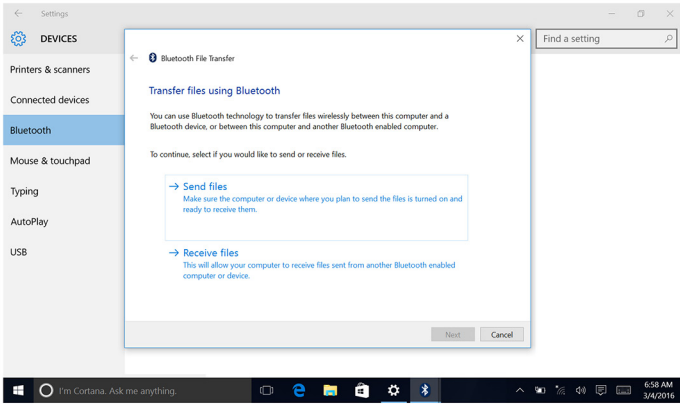 Settings
DEVICES
Find a setting
Printers & scanners
Connected devices
Bluetooth
Mouse & touchpad
Typing
AutoPlay
USB
Bluetooth File Transfer
Transfer files using Bluetooth
You can use Bluetooth technology to transfer files wirelessly between this computer and a
Bluetooth device, or between this computer and another Bluetooth enabled computer.
To continue, select if you would like to send or receive files.
Send files
Make sure the computer or device where you plan to send the files is turned on and
ready to receive them.
Receive files
This will allow your computer to receive files sent from another Bluetooth enabled
computer or device.
Next
Cancel
I'm Cortana. Ask me anything.
6:58 AM
3/4/2016